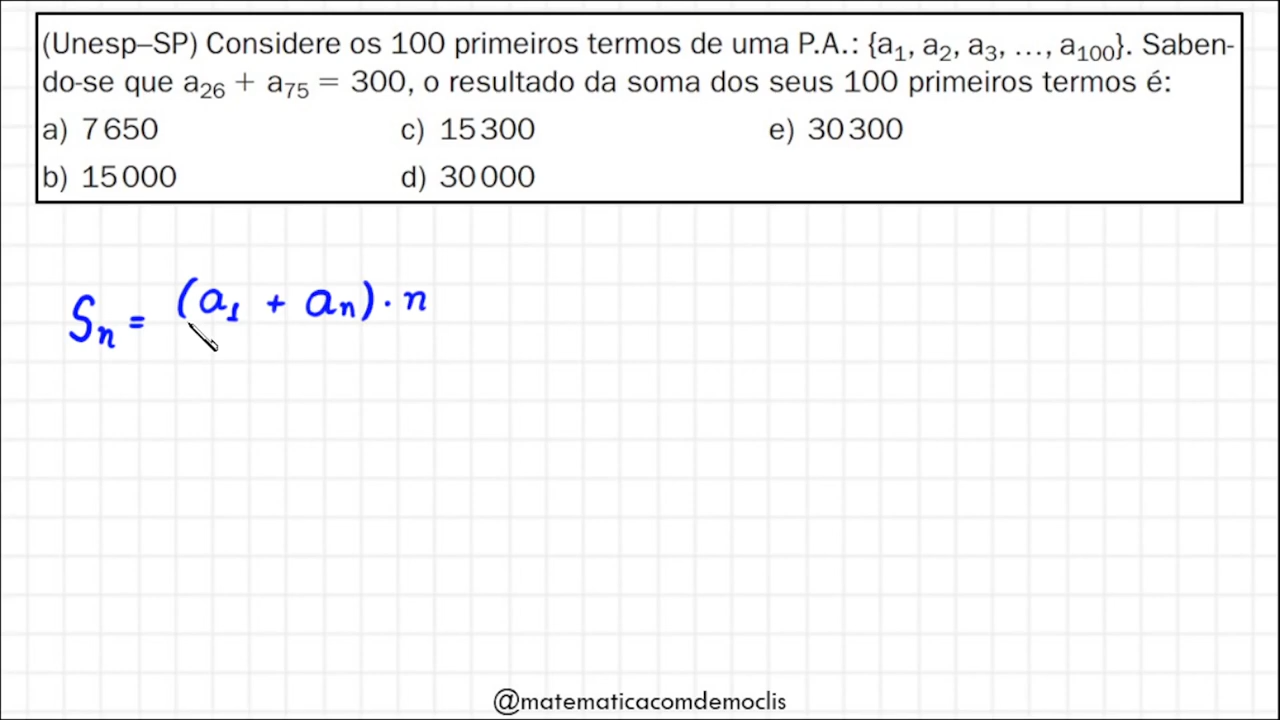 (Unesp–SP) Considere os 100 primeiros termos de uma P.A.: {a₁, a₂, a₃, ..., a₁₀₀}. Saben-
do-se que a₂₆ + a₇₅ = 300, o resultado da soma dos seus 100 primeiros termos é:
a) 7 650 c) 15 300 e) 30 300
b) 15 000 d) 30 000
Sₙ = (a₁ + aₙ) · n
@matematicacomdemoclis